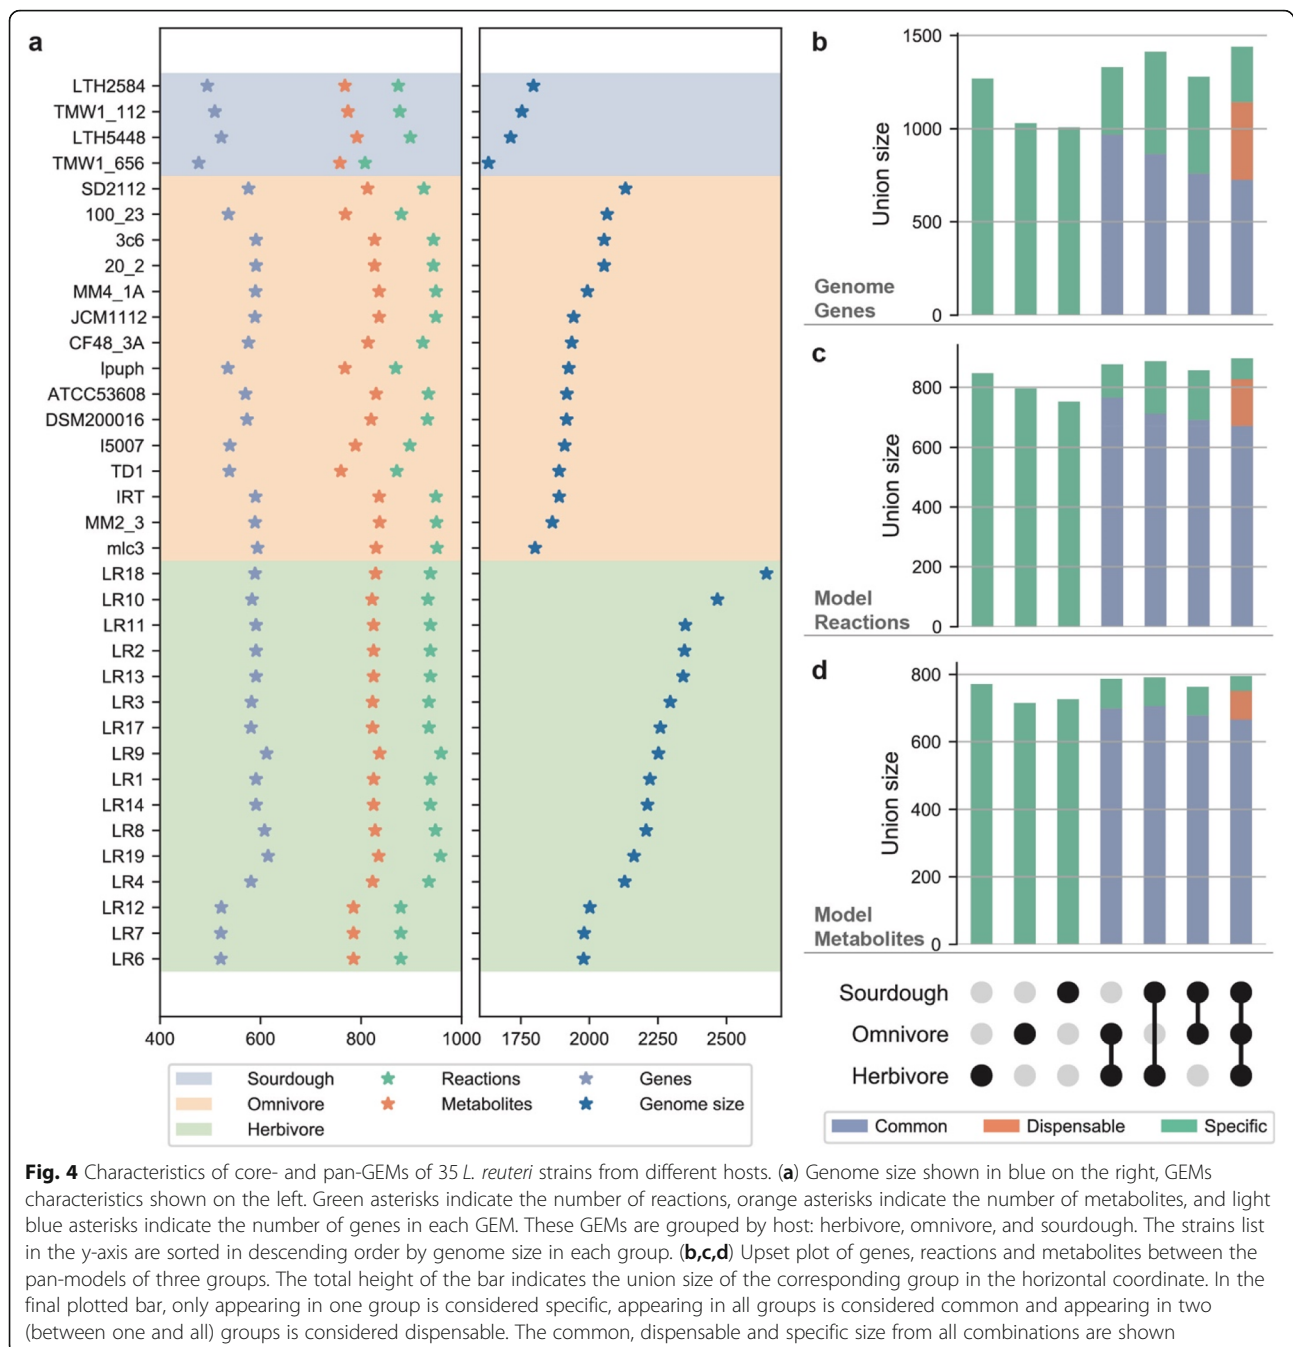 a
LTH2584
TMW1_112
LTH5448
TMW1_656
SD2112
100_23
3c6
20_2
MM4_1A
JCM1112
CF48_3A
lpuph
ATCC53608
DSM200016
I5007
TD1
IRT
MM2_3
mlc3
LR18
LR10
LR11
LR2
LR13
LR3
LR17
LR9
LR1
LR14
LR8
LR19
LR4
LR12
LR7
LR6
400 600 800 1000 1750 2000 2250 2500
Sourdough Reactions Genes
Omnivore Metabolites Genome size
Herbivore
b
1500
1000
500
0
Union size
Genome
Genes
c
800
600
400
200
0
Union size
Model
Reactions
d
800
600
400
200
0
Union size
Model
Metabolites
Sourdough
Omnivore
Herbivore
Common Dispensable Specific
Fig. 4 Characteristics of core- and pan-GEMs of 35 L. reuteri strains from different hosts. (a) Genome size shown in blue on the right, GEMs
characteristics shown on the left. Green asterisks indicate the number of reactions, orange asterisks indicate the number of metabolites, and light
blue asterisks indicate the number of genes in each GEM. These GEMs are grouped by host: herbivore, omnivore, and sourdough. The strains list
in the y-axis are sorted in descending order by genome size in each group. (b,c,d) Upset plot of genes, reactions and metabolites between the
pan-models of three groups. The total height of the bar indicates the union size of the corresponding group in the horizontal coordinate. In the
final plotted bar, only appearing in one group is considered specific, appearing in all groups is considered common and appearing in two
(between one and all) groups is considered dispensable. The common, dispensable and specific size from all combinations are shown